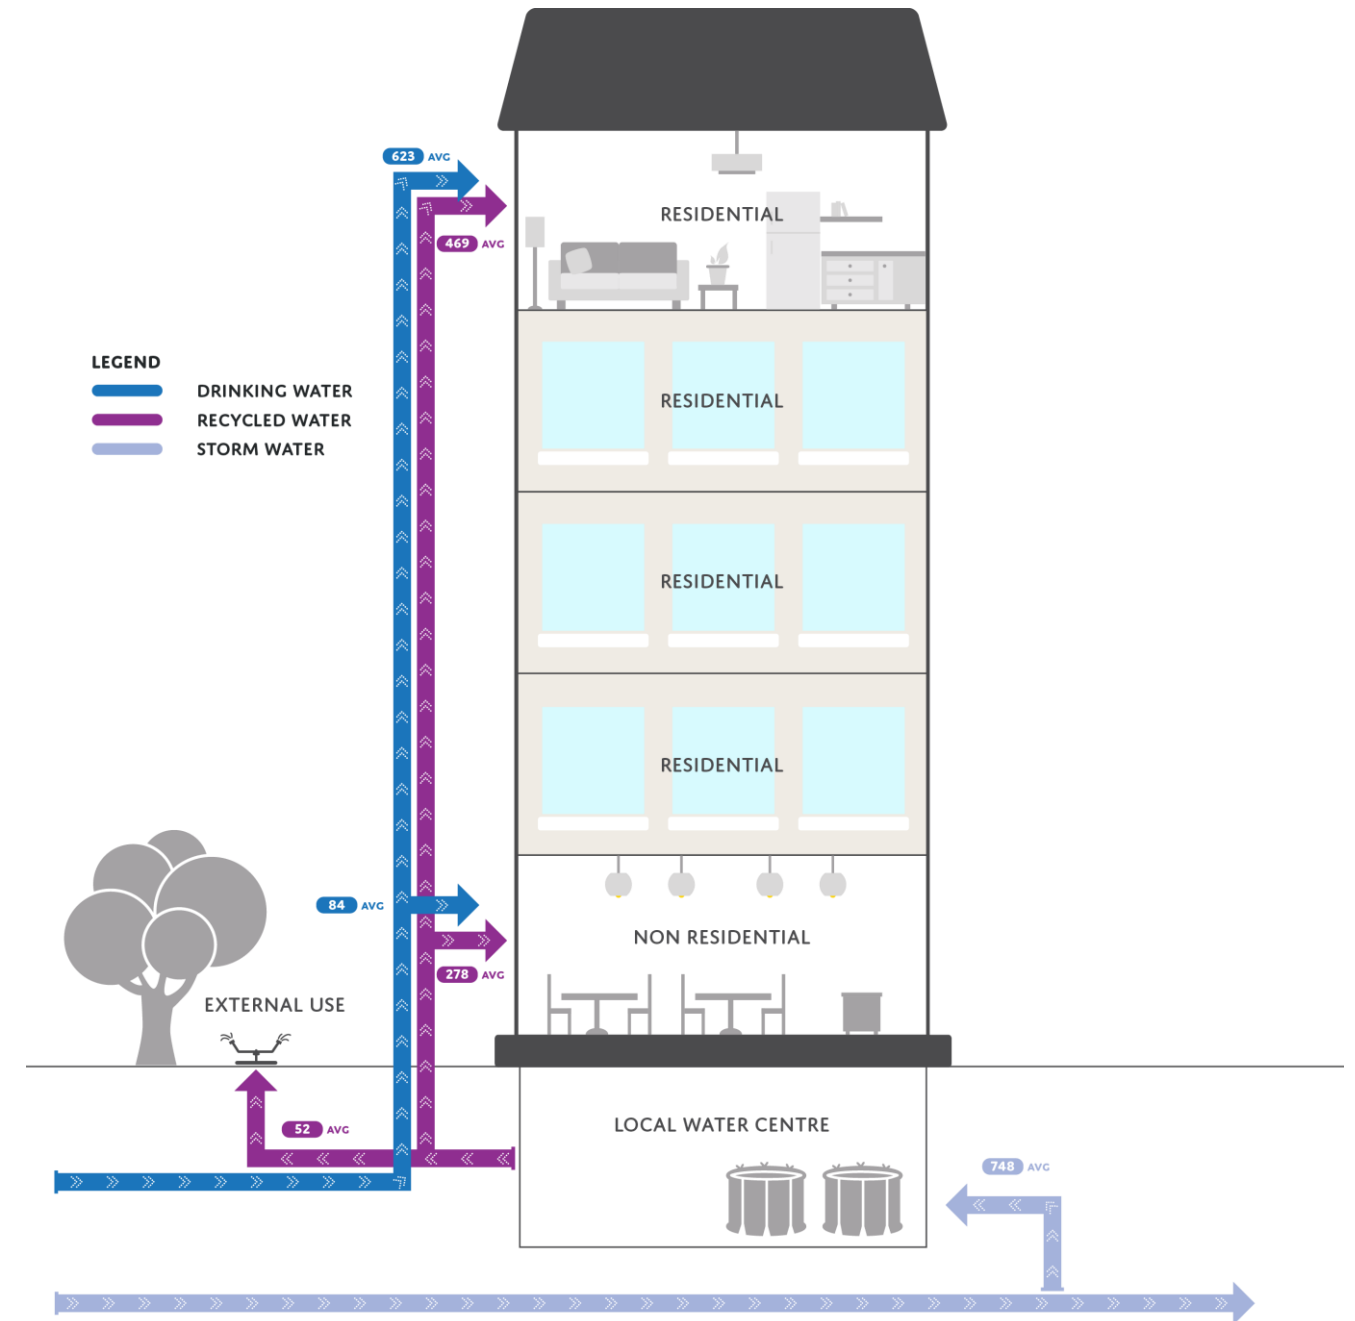 623 AVG
RESIDENTIAL
469 AVG
LEGEND
DRINKING WATER
RECYCLED WATER
STORM WATER
RESIDENTIAL
RESIDENTIAL
RESIDENTIAL
84 AVG
NON RESIDENTIAL
278 AVG
EXTERNAL USE
52 AVG
LOCAL WATER CENTRE
748 AVG